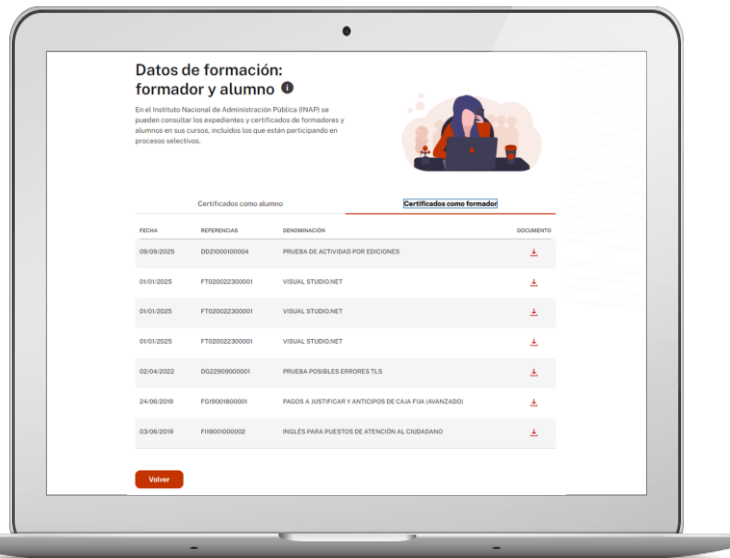 Datos de formación:
formador y alumno
En el Instituto Nacional de Administración Pública (INAP) se
pueden consultar los expedientes y certificados de formadores y
alumnos en sus cursos, incluidos los que están participando en
procesos selectivos.
Certificados como alumno Certificados como formador
FECHA REFERENCIAS DENOMINACIÓN DOCUMENTO
09/09/2025 DD21000100004 PRUEBA DE ACTIVIDAD POR EDICIONES
01/01/2025 FT020022300001 VISUAL STUDIO.NET
01/01/2025 FT020022300001 VISUAL STUDIO.NET
01/01/2025 FT020022300001 VISUAL STUDIO.NET
02/04/2022 DG22909000001 PRUEBA POSIBLES ERRORES TLS
24/06/2019 FG19001800001 PAGOS A JUSTIFICAR Y ANTICIPOS DE CAJA FIJA (AVANZADO)
03/06/2019 FI19001000002 INGLÉS PARA PUESTOS DE ATENCIÓN AL CIUDADANO
Volver